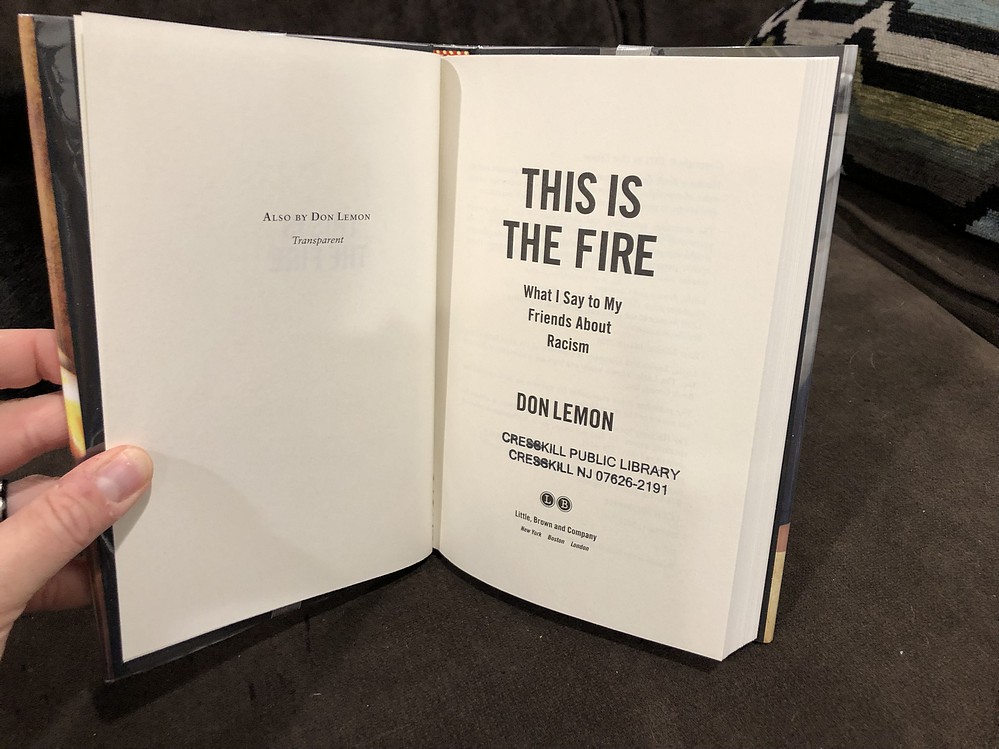 ALSO BY DON LEMON
Transparent
THIS IS
THE FIRE
What I Say to My
Friends About
Racism
DON LEMON
CRESSKILL PUBLIC LIBRARY
CRESSKILL NJ 07626-2191
L B
Little, Brown and Company
New York Boston London